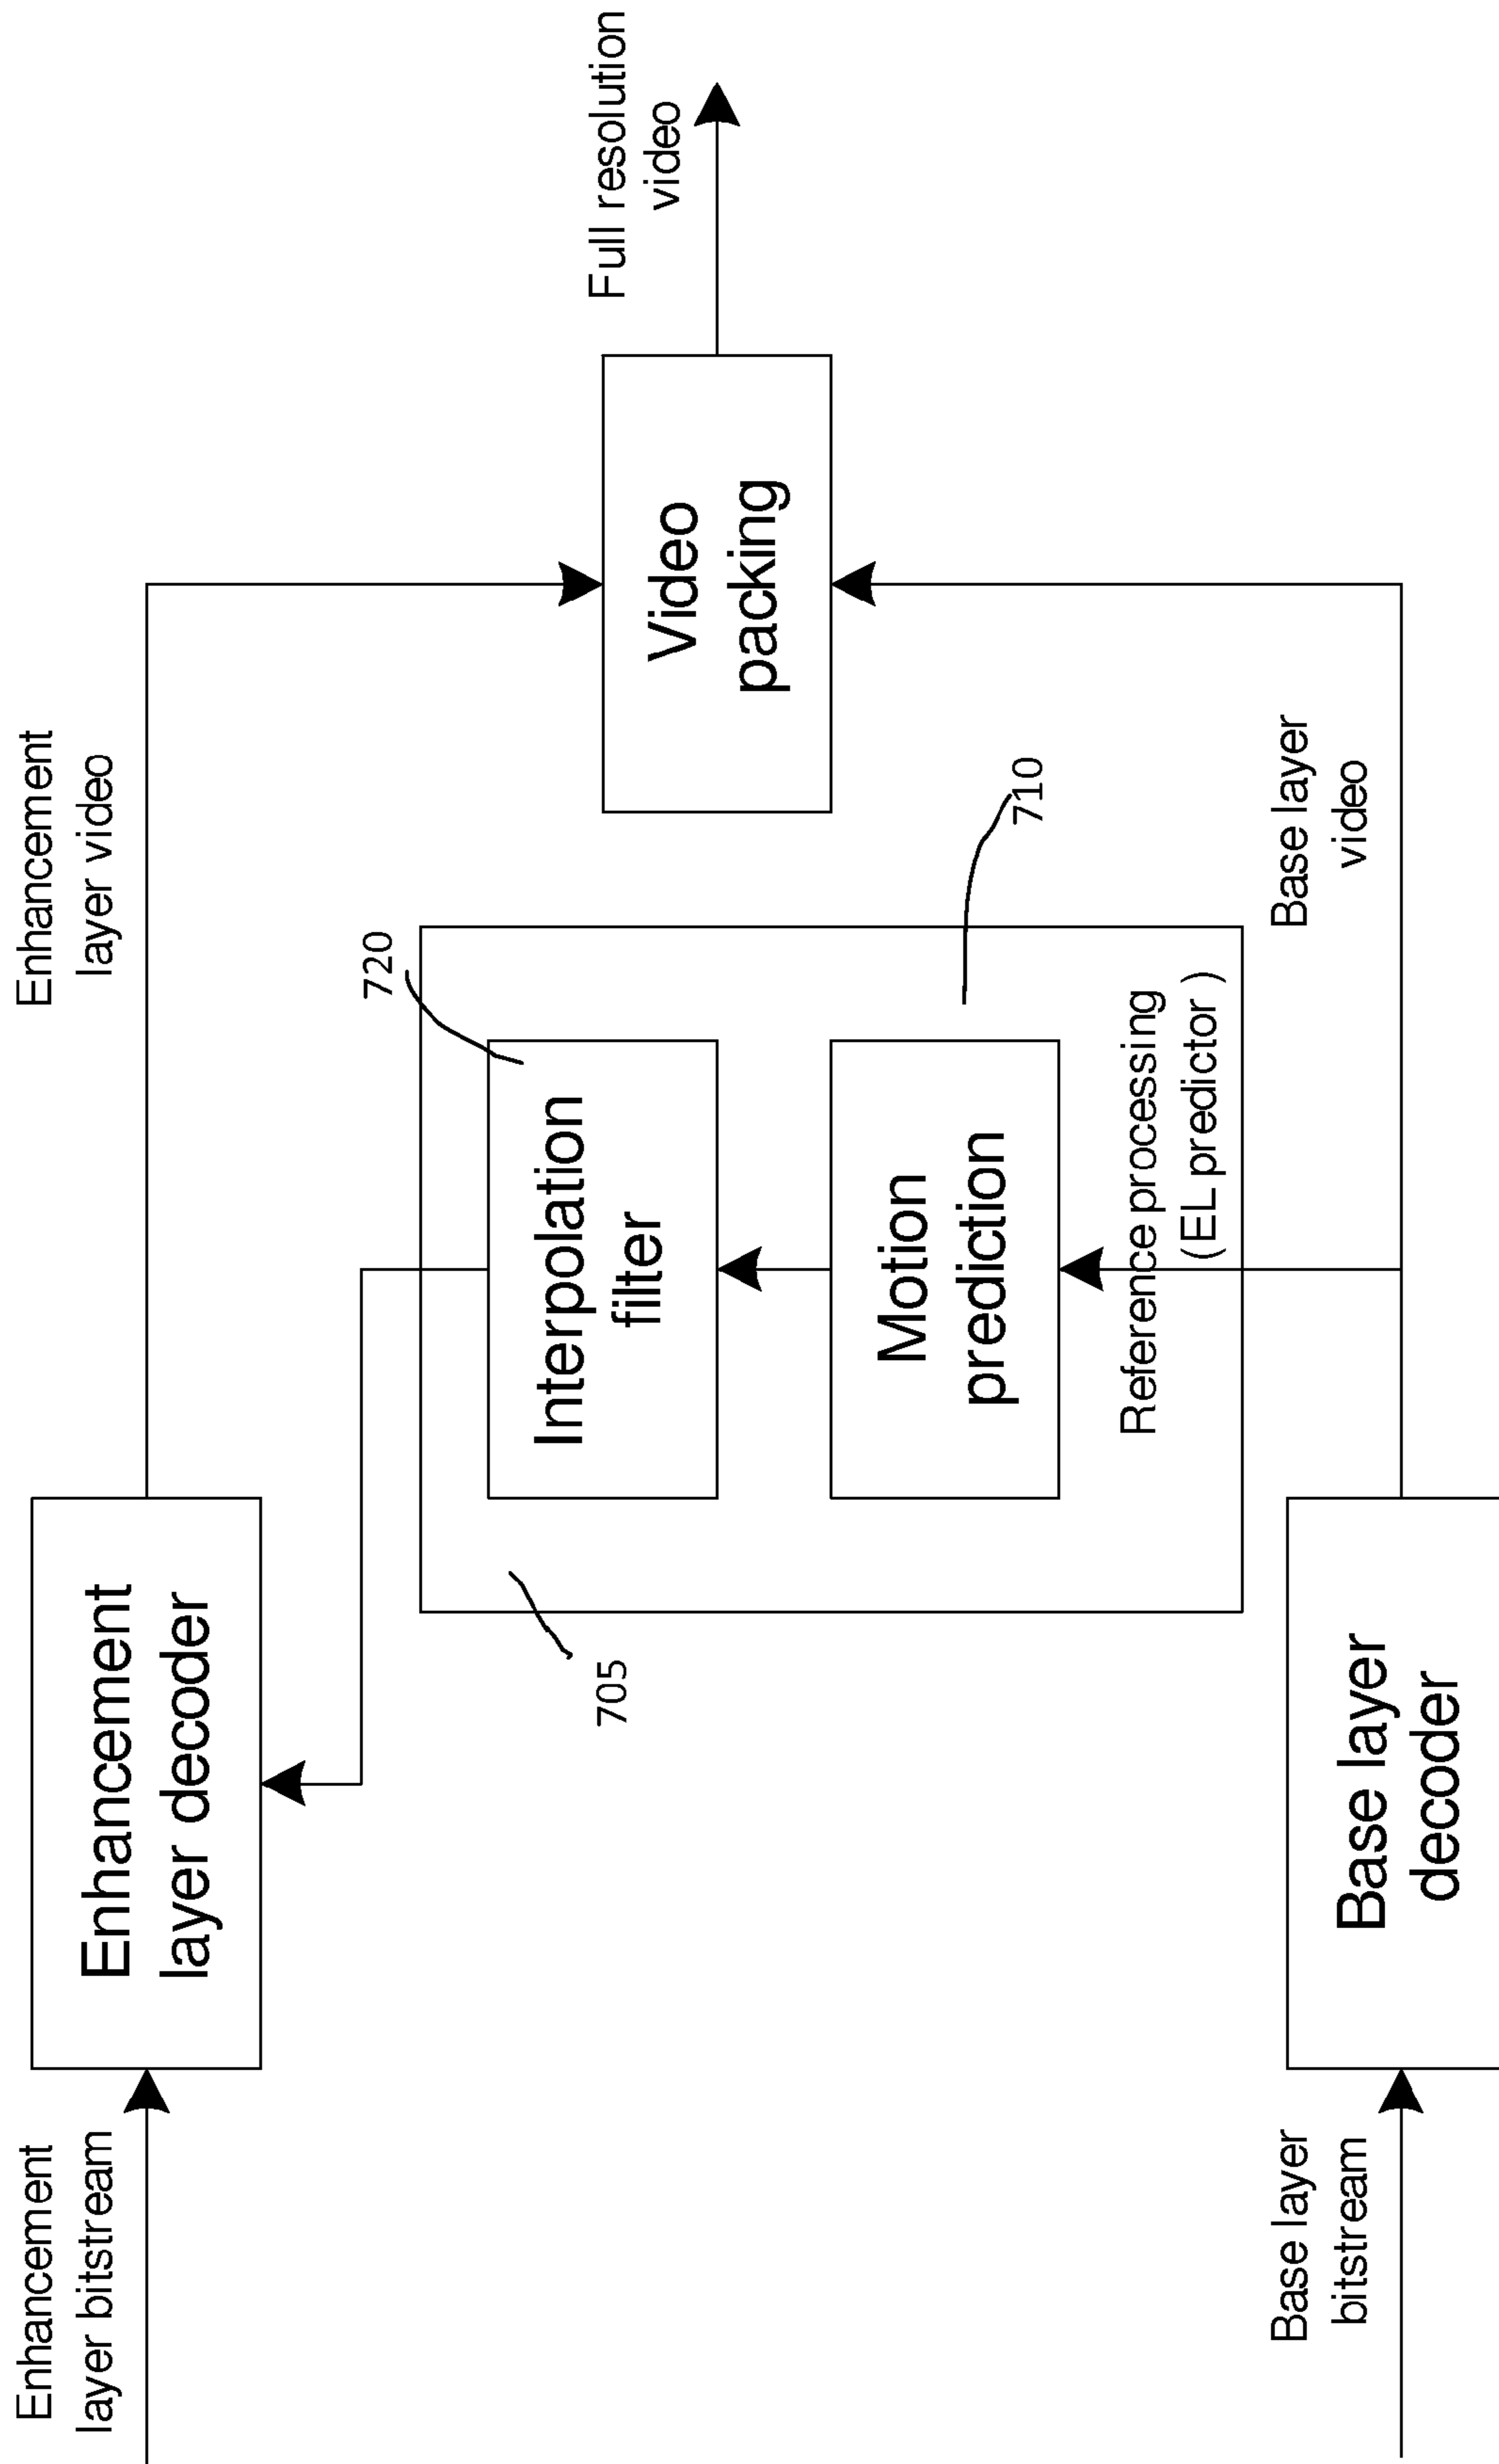 Enhancement
layer bitstream
Enhancement
layer decoder
Enhancement
layer video
720
Interpolation
filter
705
Motion
prediction
710
Reference processing
(EL predictor )
Video
packing
Full resolution
video
Base layer
bitstream
Base layer
decoder
Base layer
video